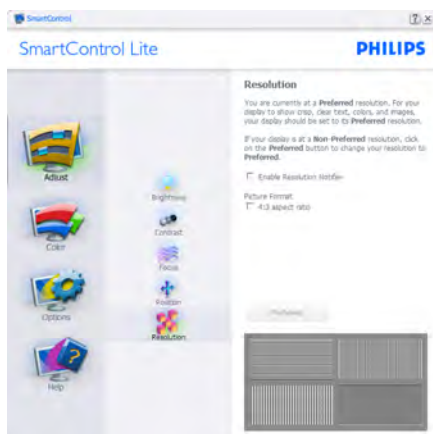 SmartControl
SmartControl Lite
PHILIPS
Adjust
Color
Options
Help
Brightness
Contrast
Focus
Position
Resolution
Resolution
You are currently at a Preferred resolution. For your
display to show crisp, clear text, colors, and images,
your display should be set to its Preferred resolution.
If your display is at a Non-Preferred resolution, click
on the Preferred button to change your resolution to
Preferred.
Enable Resolution Notifier
Picture Format
4:3 aspect ratio
Preferred